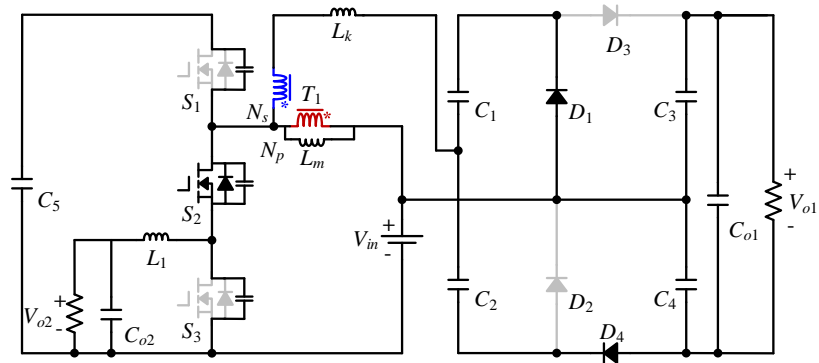 L_k
D_3
S_1
N_s
T_1
*
*
C_1
D_1
C_3
N_p
L_m
C_5
S_2
L_1
V_in
+
-
C_o1
+
V_o1
-
+
V_o2
-
C_o2
S_3
C_2
D_2
C_4
D_4